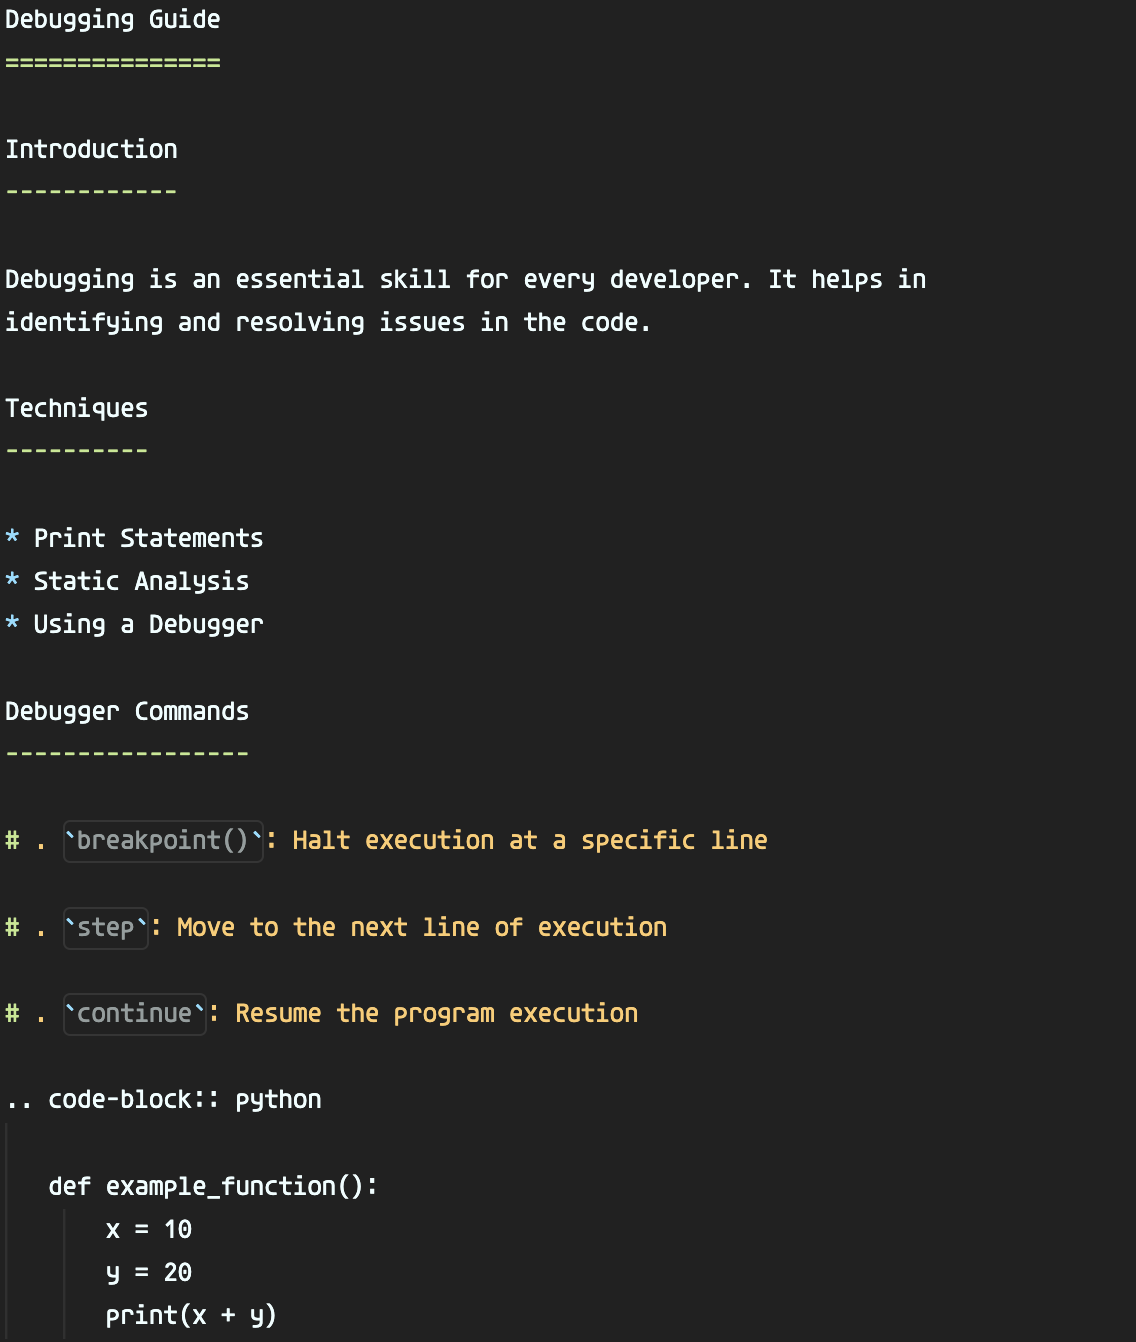 Debugging Guide
===============
Introduction
------------
Debugging is an essential skill for every developer. It helps in
identifying and resolving issues in the code.
Techniques
----------
* Print Statements
* Static Analysis
* Using a Debugger
Debugger Commands
-----------------
# . `breakpoint()`: Halt execution at a specific line
# . `step`: Move to the next line of execution
# . `continue`: Resume the program execution
.. code-block:: python
   def example_function():
       x = 10
       y = 20
       print(x + y)